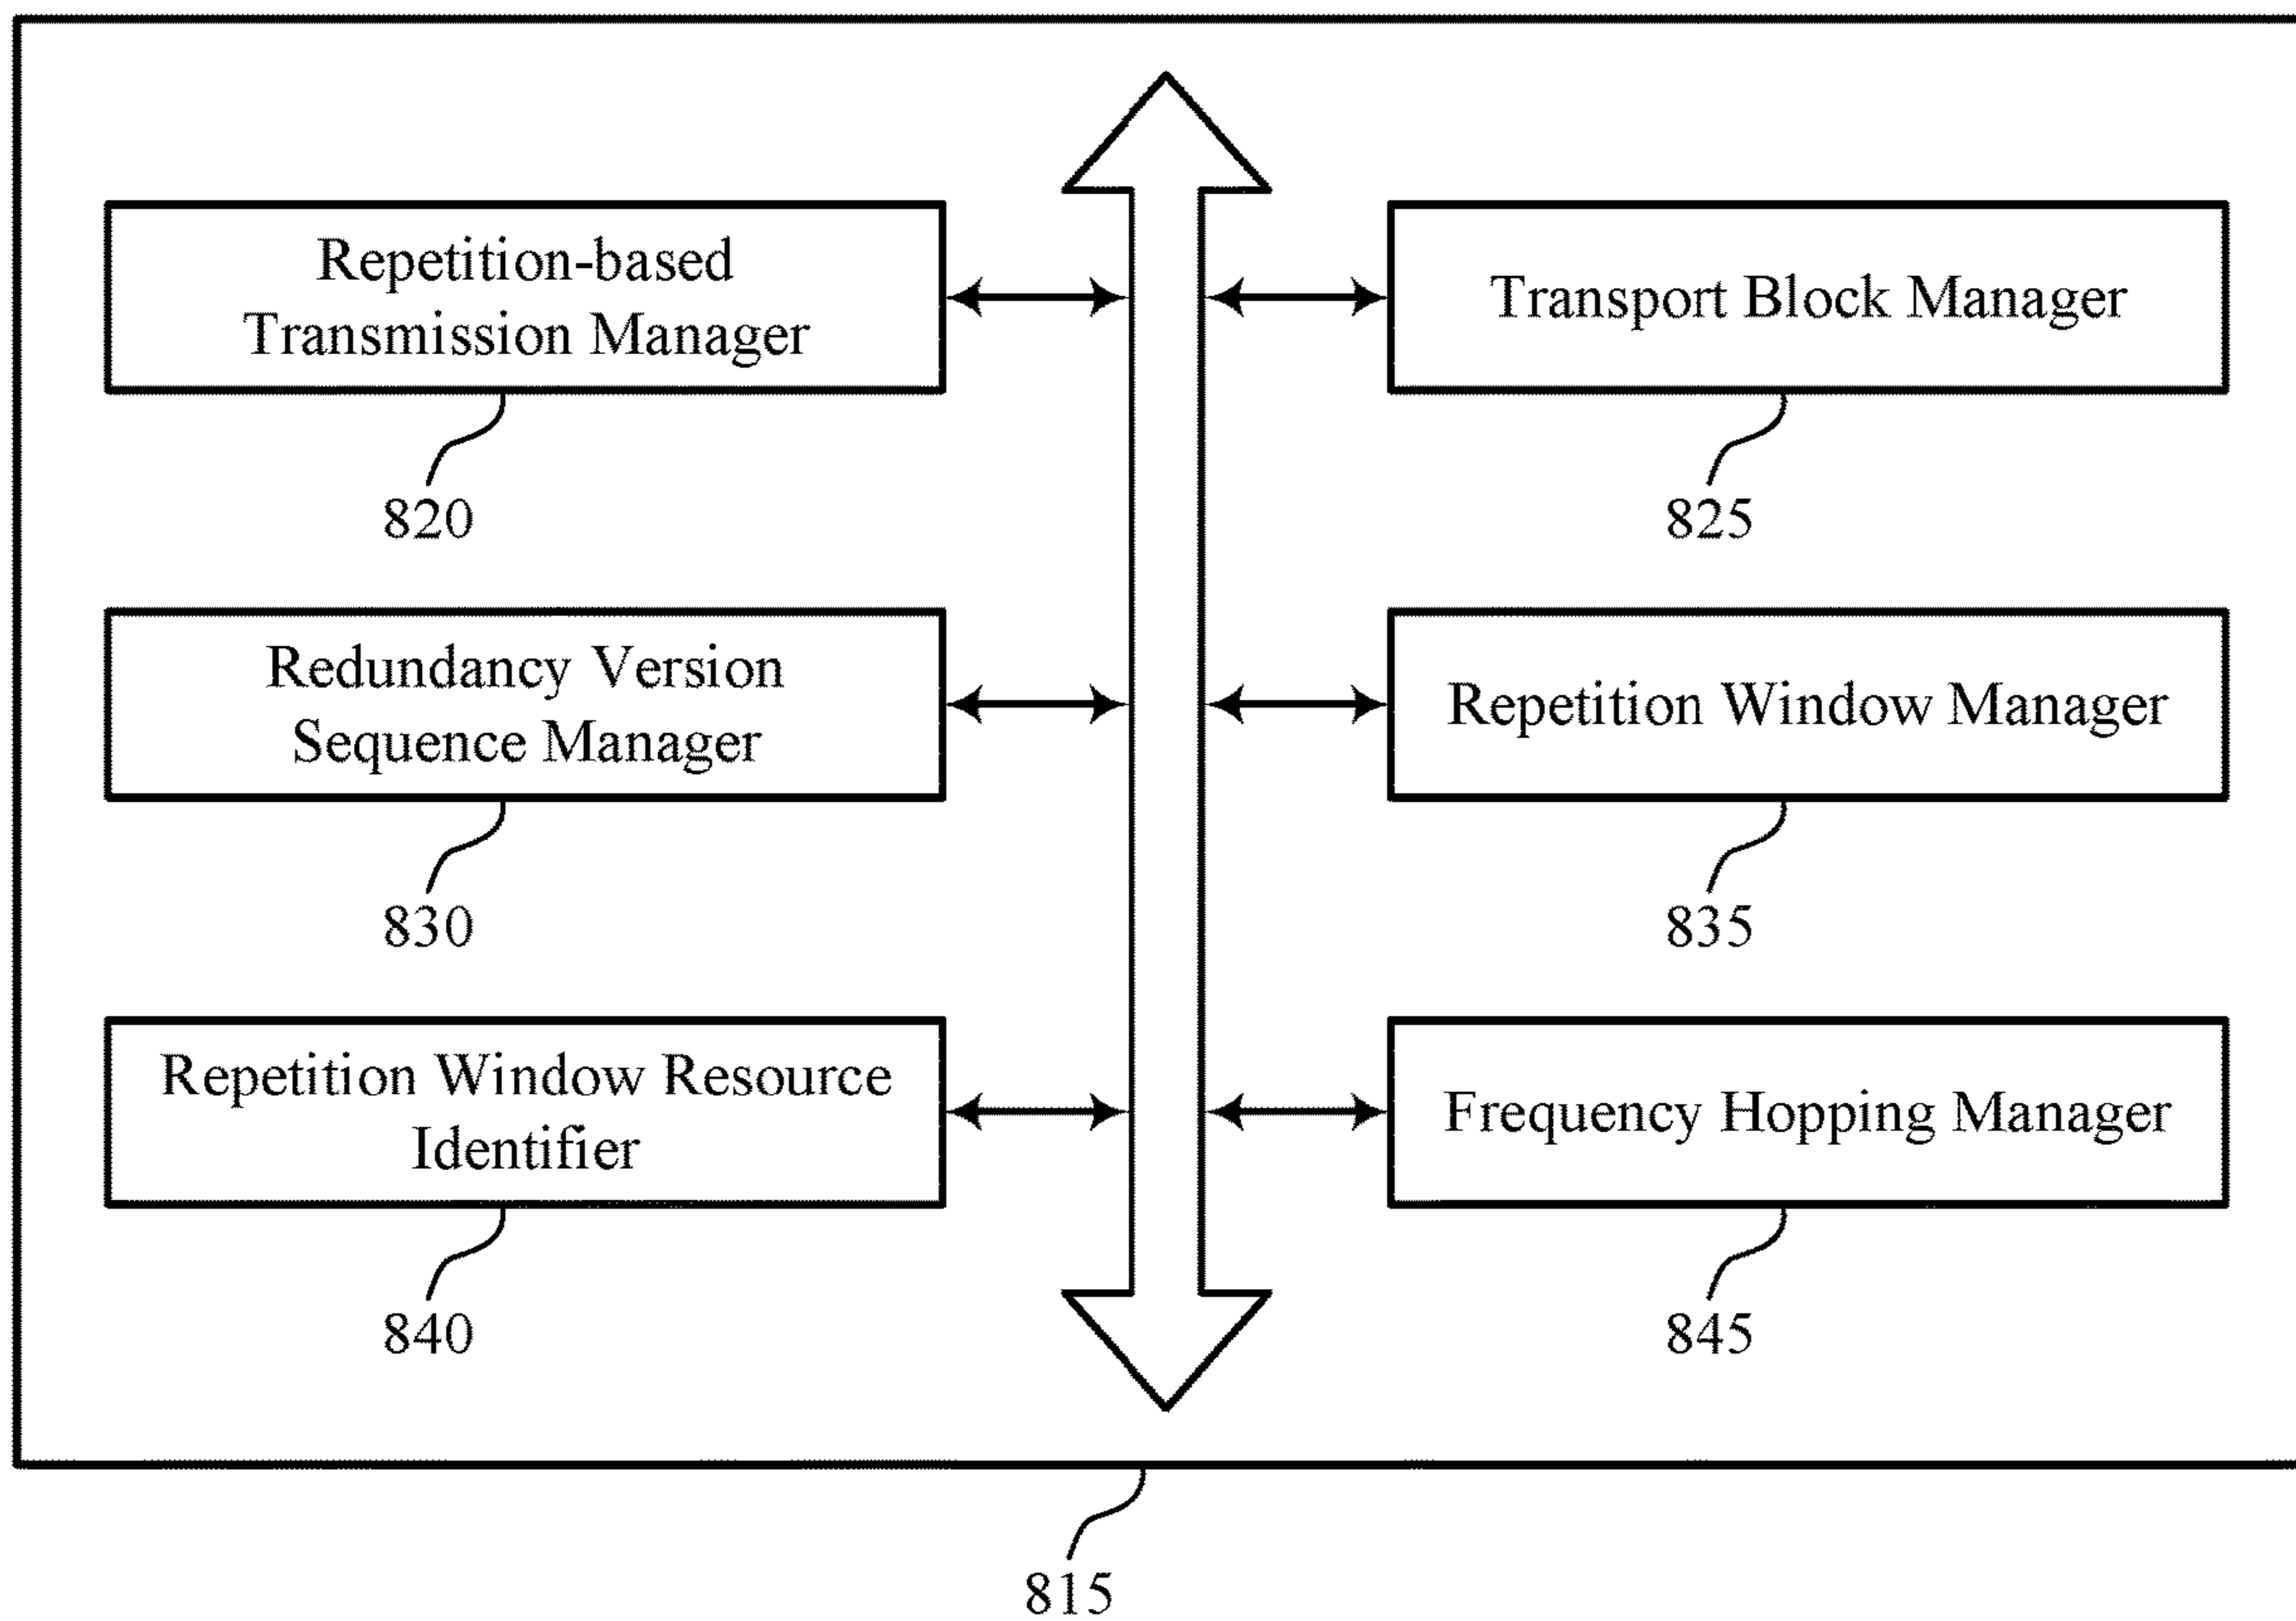 Repetition-based
Transmission Manager
820
Transport Block Manager
825
Redundancy Version
Sequence Manager
830
Repetition Window Manager
835
Repetition Window Resource
Identifier
840
Frequency Hopping Manager
845
815